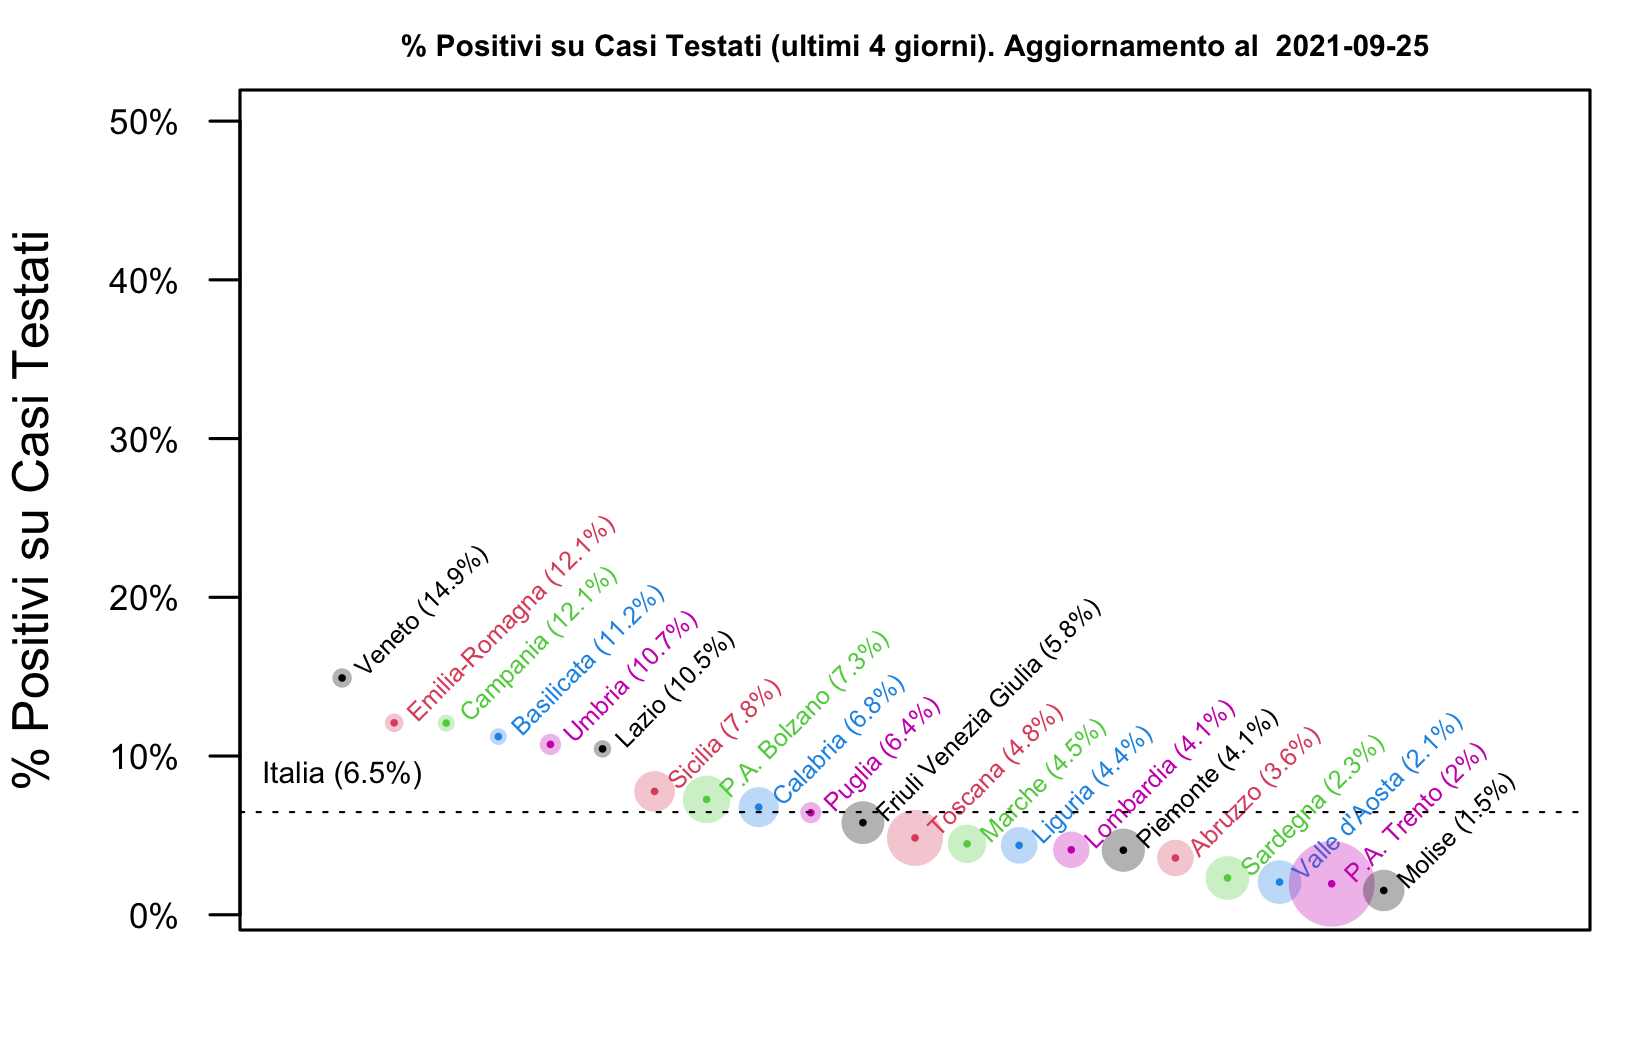 % Positivi su Casi Testati (ultimi 4 giorni). Aggiornamento al  2021-09-25
% Positivi su Casi Testati
50%
40%
30%
20%
10%
0%
Italia (6.5%)
Veneto (14.9%)
Emilia-Romagna (12.1%)
Campania (12.1%)
Basilicata (11.2%)
Umbria (10.7%)
Lazio (10.5%)
Sicilia (7.8%)
P.A. Bolzano (7.3%)
Calabria (6.8%)
Puglia (6.4%)
Friuli Venezia Giulia (5.8%)
Toscana (4.8%)
Marche (4.5%)
Liguria (4.4%)
Lombardia (4.1%)
Piemonte (4.1%)
Abruzzo (3.6%)
Sardegna (2.3%)
Valle d'Aosta (2.1%)
P.A. Trento (2%)
Molise (1.5%)